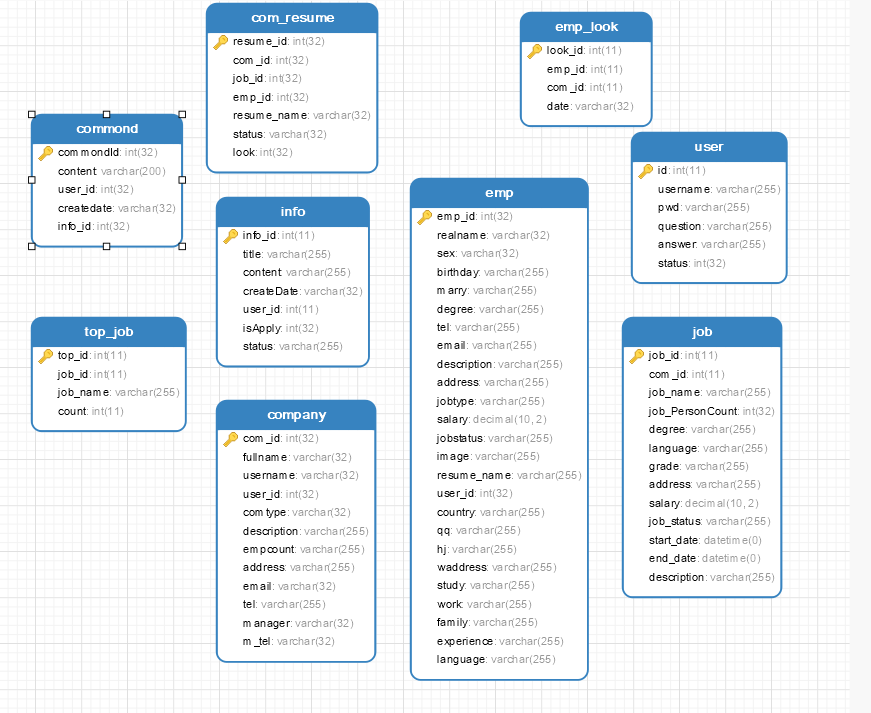 com_resume
resume_id: int(32)
com_id: int(32)
job_id: int(32)
emp_id: int(32)
resume_name: varchar(32)
status: varchar(32)
look: int(32)
emp_look
look_id: int(11)
emp_id: int(11)
com_id: int(11)
date: varchar(32)
commond
commondId: int(32)
content: varchar(200)
user_id: int(32)
createdate: varchar(32)
info_id: int(32)
user
id: int(11)
username: varchar(255)
pwd: varchar(255)
question: varchar(255)
answer: varchar(255)
status: int(32)
info
info_id: int(11)
title: varchar(255)
content: varchar(255)
createDate: varchar(32)
user_id: int(11)
isApply: int(32)
status: varchar(255)
emp
emp_id: int(32)
realname: varchar(32)
sex: varchar(32)
birthday: varchar(255)
marry: varchar(255)
degree: varchar(255)
tel: varchar(255)
email: varchar(255)
description: varchar(255)
address: varchar(255)
jobtype: varchar(255)
salary: decimal(10, 2)
jobstatus: varchar(255)
image: varchar(255)
resume_name: varchar(255)
user_id: int(32)
country: varchar(255)
qq: varchar(255)
hj: varchar(255)
waddress: varchar(255)
study: varchar(255)
work: varchar(255)
family: varchar(255)
experience: varchar(255)
language: varchar(255)
top_job
top_id: int(11)
job_id: int(11)
job_name: varchar(255)
count: int(11)
job
job_id: int(11)
com_id: int(11)
job_name: varchar(255)
job_PersonCount: int(32)
degree: varchar(255)
language: varchar(255)
grade: varchar(255)
address: varchar(255)
salary: decimal(10, 2)
job_status: varchar(255)
start_date: datetime(0)
end_date: datetime(0)
description: varchar(255)
company
com_id: int(32)
fullname: varchar(32)
username: varchar(32)
user_id: int(32)
comtype: varchar(32)
description: varchar(255)
empcount: varchar(255)
address: varchar(255)
email: varchar(32)
tel: varchar(255)
manager: varchar(32)
m_tel: varchar(32)